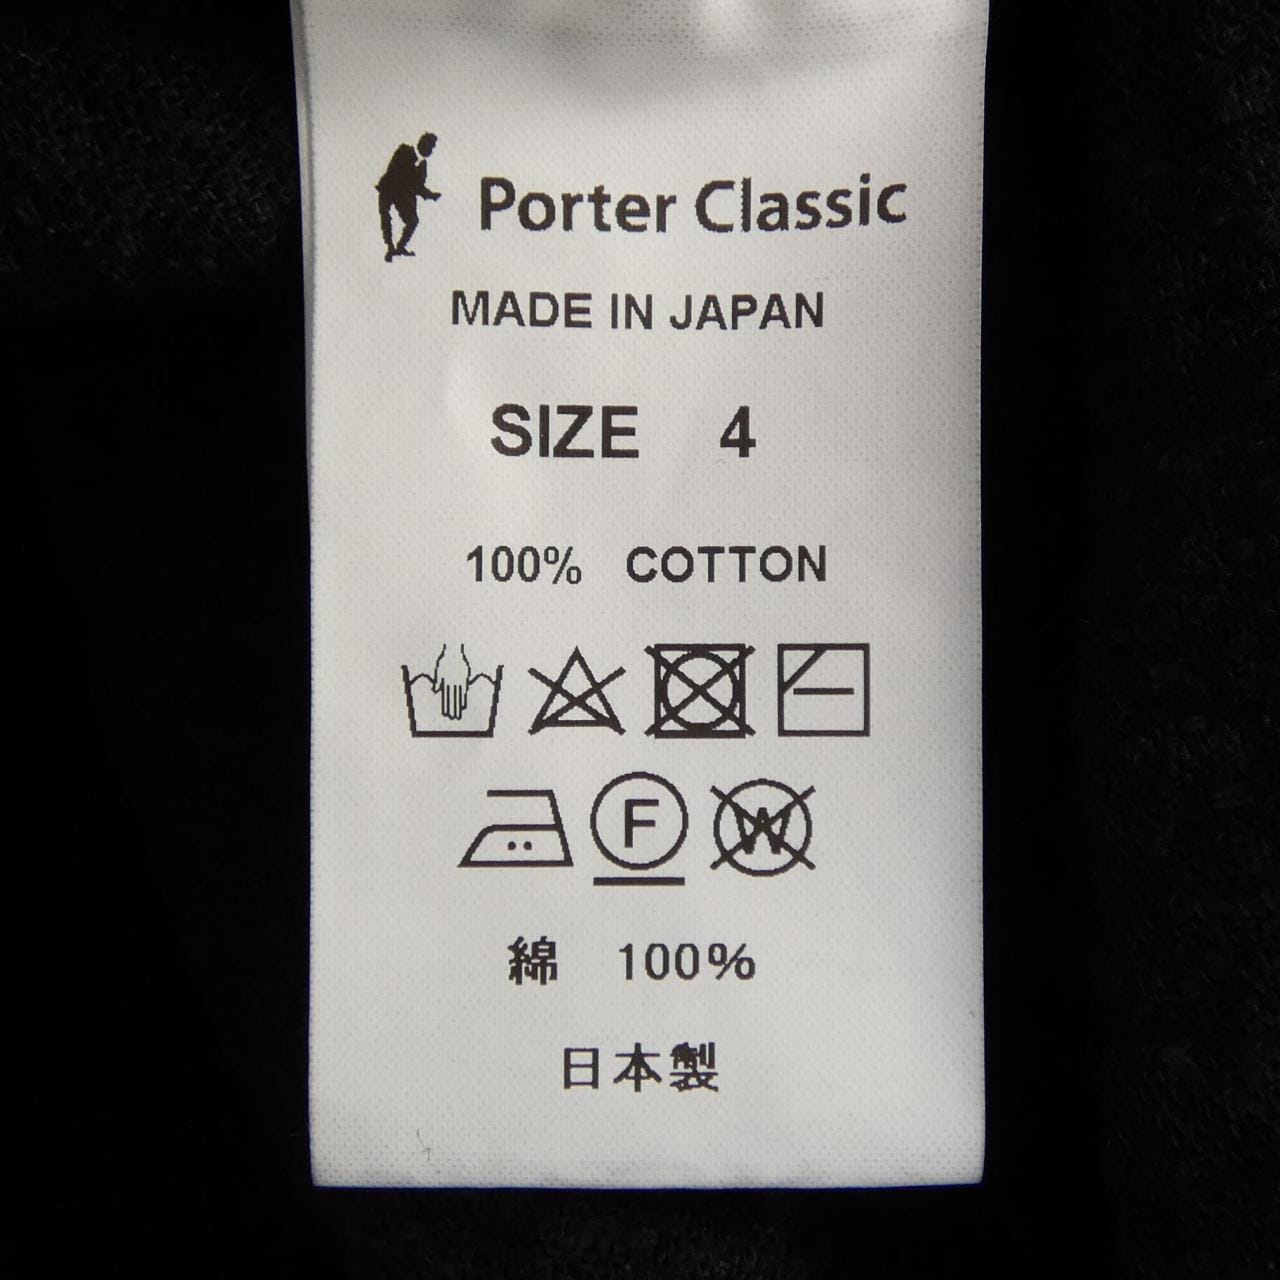 Porter Classic
MADE IN JAPAN
SIZE 4
100% COTTON
F W
綿 100%
日本製